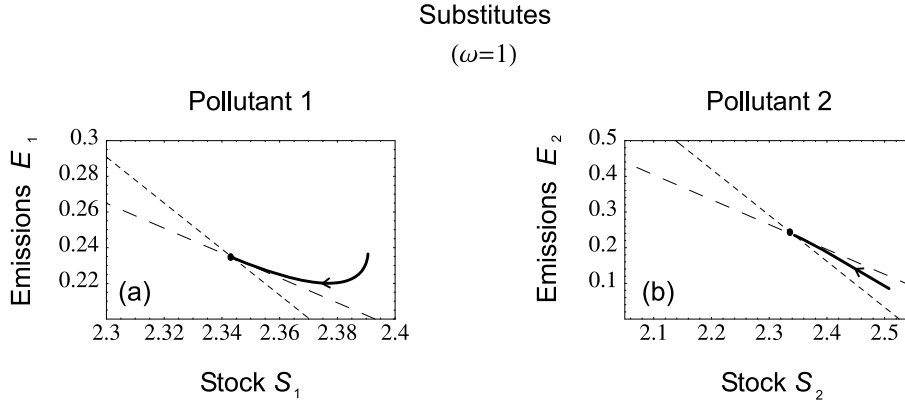 Substitutes
(ω=1)
Pollutant 1
Pollutant 2
Emissions E₁
0.3
0.28
0.26
0.24
0.22
(a)
2.3
2.32
2.34
2.36
2.38
2.4
Stock S₁
Emissions E₂
0.5
0.4
0.3
0.2
0.1
(b)
2.1
2.2
2.3
2.4
2.5
Stock S₂